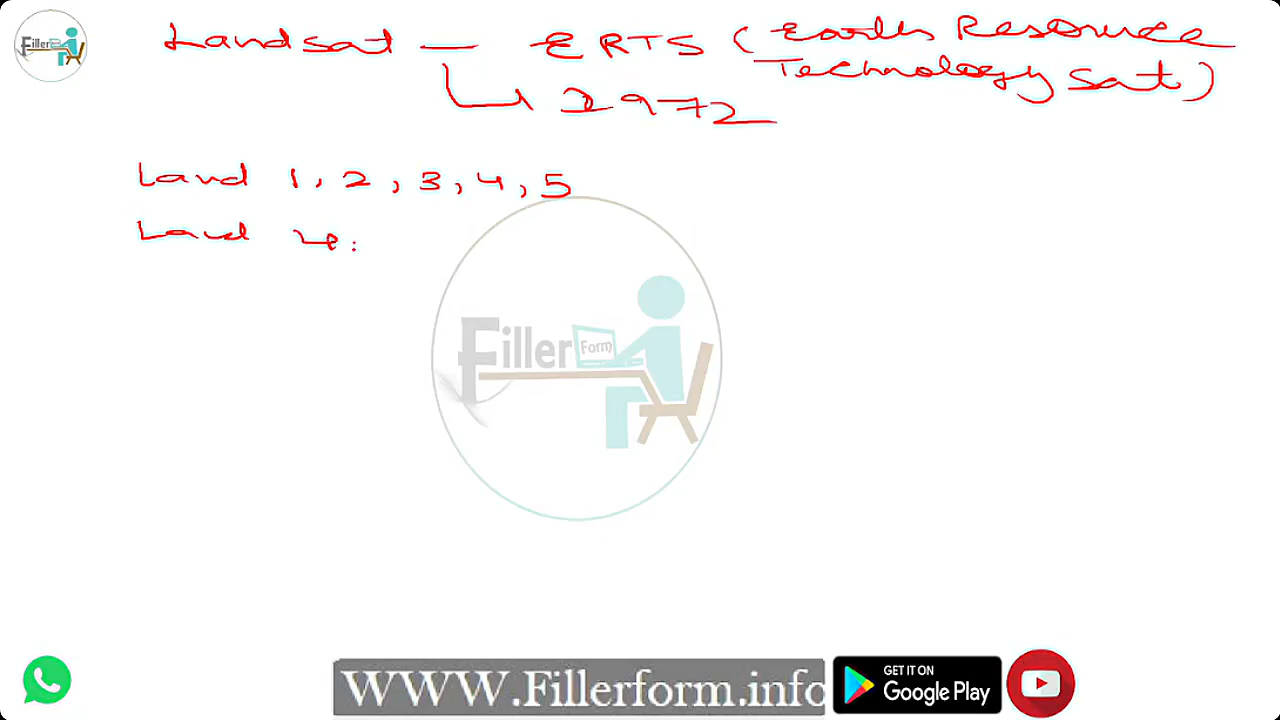 Landsat — ERTS (Earth Resource
Technology Sat)
1972
Land 1, 2, 3, 4, 5
Land
Filler Form
WWW.Fillerform.info
GET IT ON
Google Play